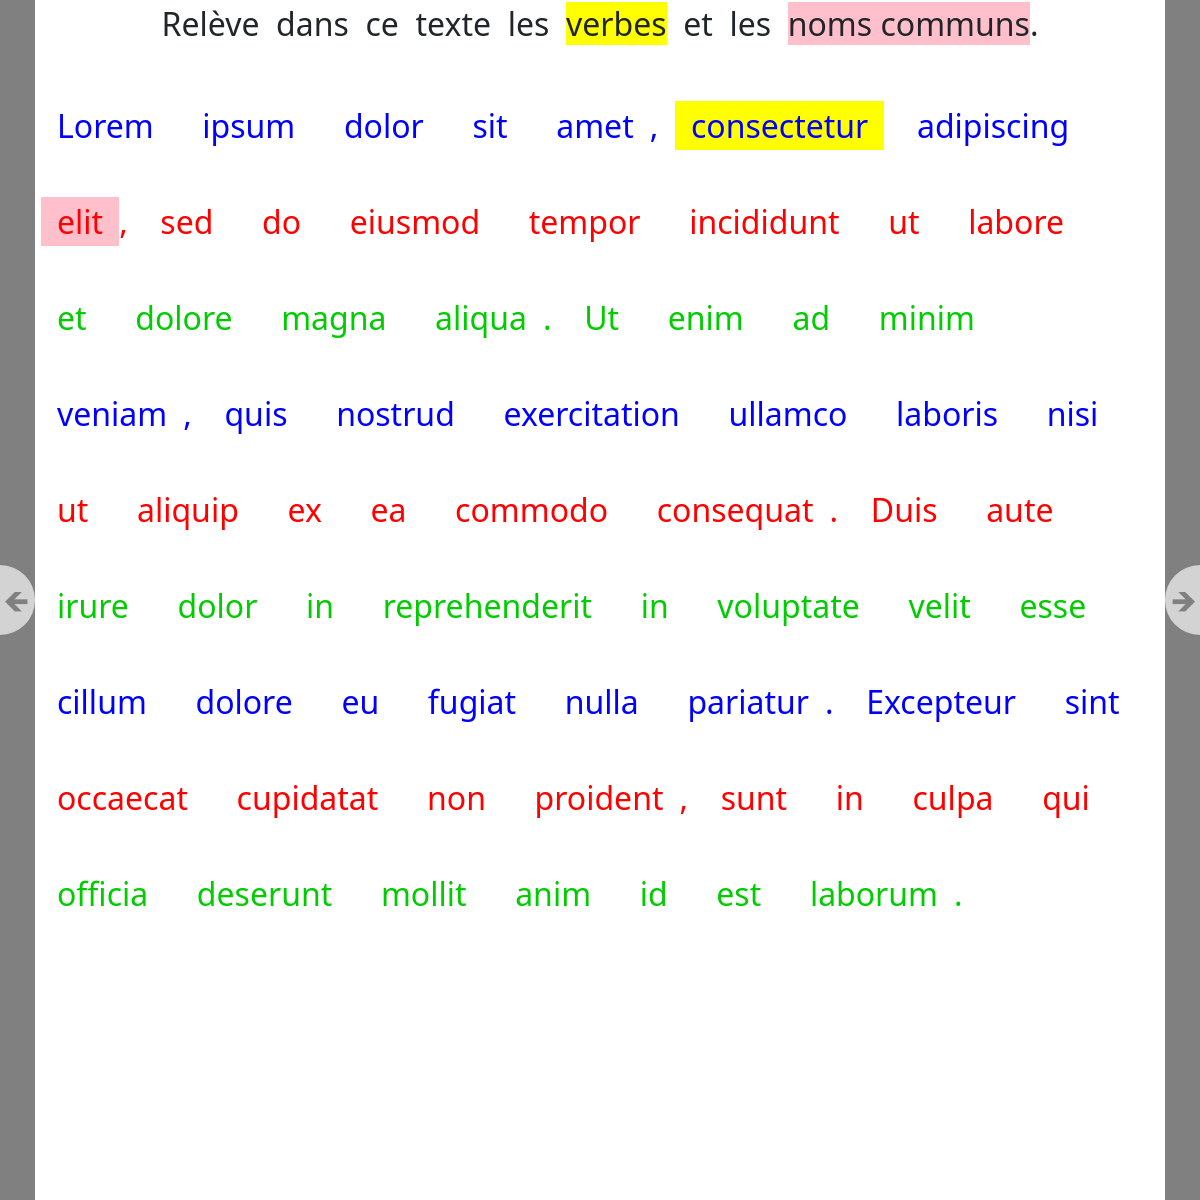 Relève dans ce texte les verbes et les noms communs.
Lorem ipsum dolor sit amet , consectetur adipiscing
elit , sed do eiusmod tempor incididunt ut labore
et dolore magna aliqua . Ut enim ad minim
veniam , quis nostrud exercitation ullamco laboris nisi
ut aliquip ex ea commodo consequat . Duis aute
irure dolor in reprehenderit in voluptate velit esse
cillum dolore eu fugiat nulla pariatur . Excepteur sint
occaecat cupidatat non proident , sunt in culpa qui
officia deserunt mollit anim id est laborum .